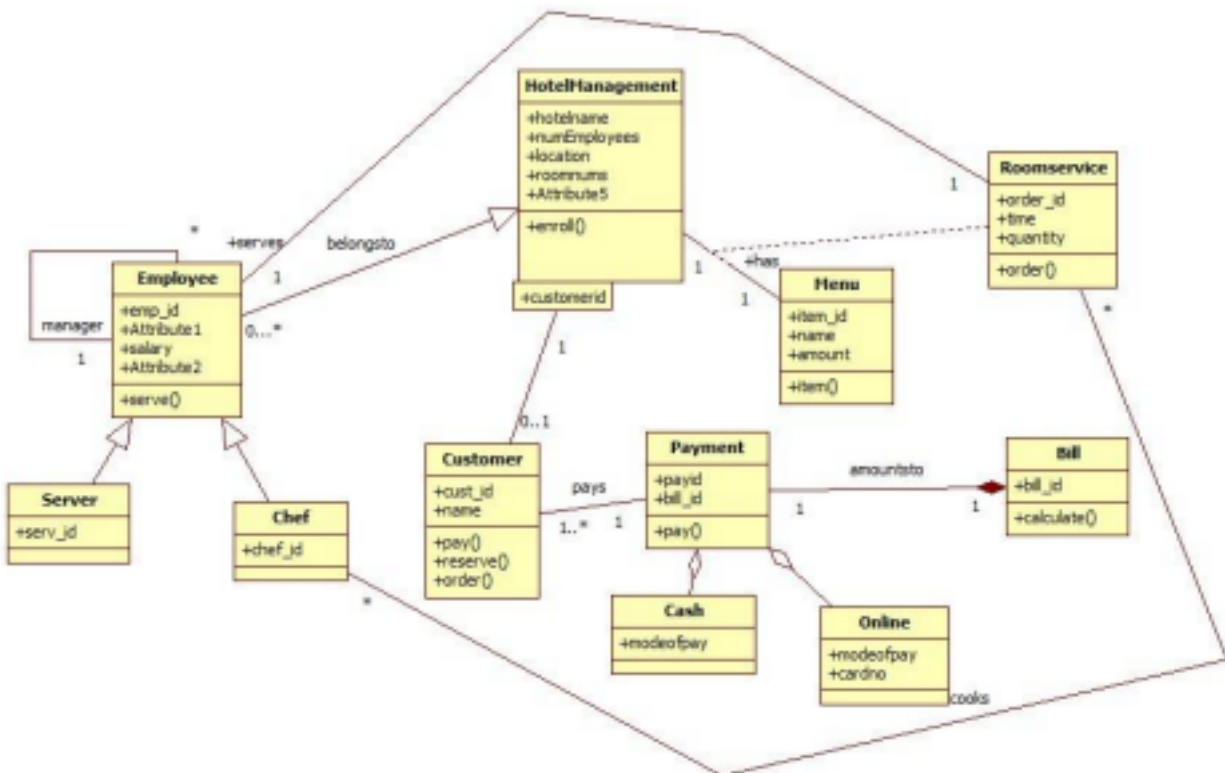 HotelManagement
+hotelname
+numEmployees
+location
+roomnums
+Attribute5
+enroll()
+customerid
Roomservice
+order_id
+time
+quantity
+order()
1
*
+serves
1
belongsto
0...*
*
manager
1
Employee
+emp_id
+Attribute1
+salary
+Attribute2
+serve()
1
+has
1
Menu
+item_id
+name
+amount
+item()
*
1
0..1
Server
+serv_id
Chef
+chef_id
*
Customer
+cust_id
+name
+pay()
+reserve()
+order()
pays
1..*
1
Payment
+payid
+bill_id
+pay()
amountsto
1
1
Bill
+bill_id
+calculate()
Cash
+modeofpay
Online
+modeofpay
+cardno
cooks